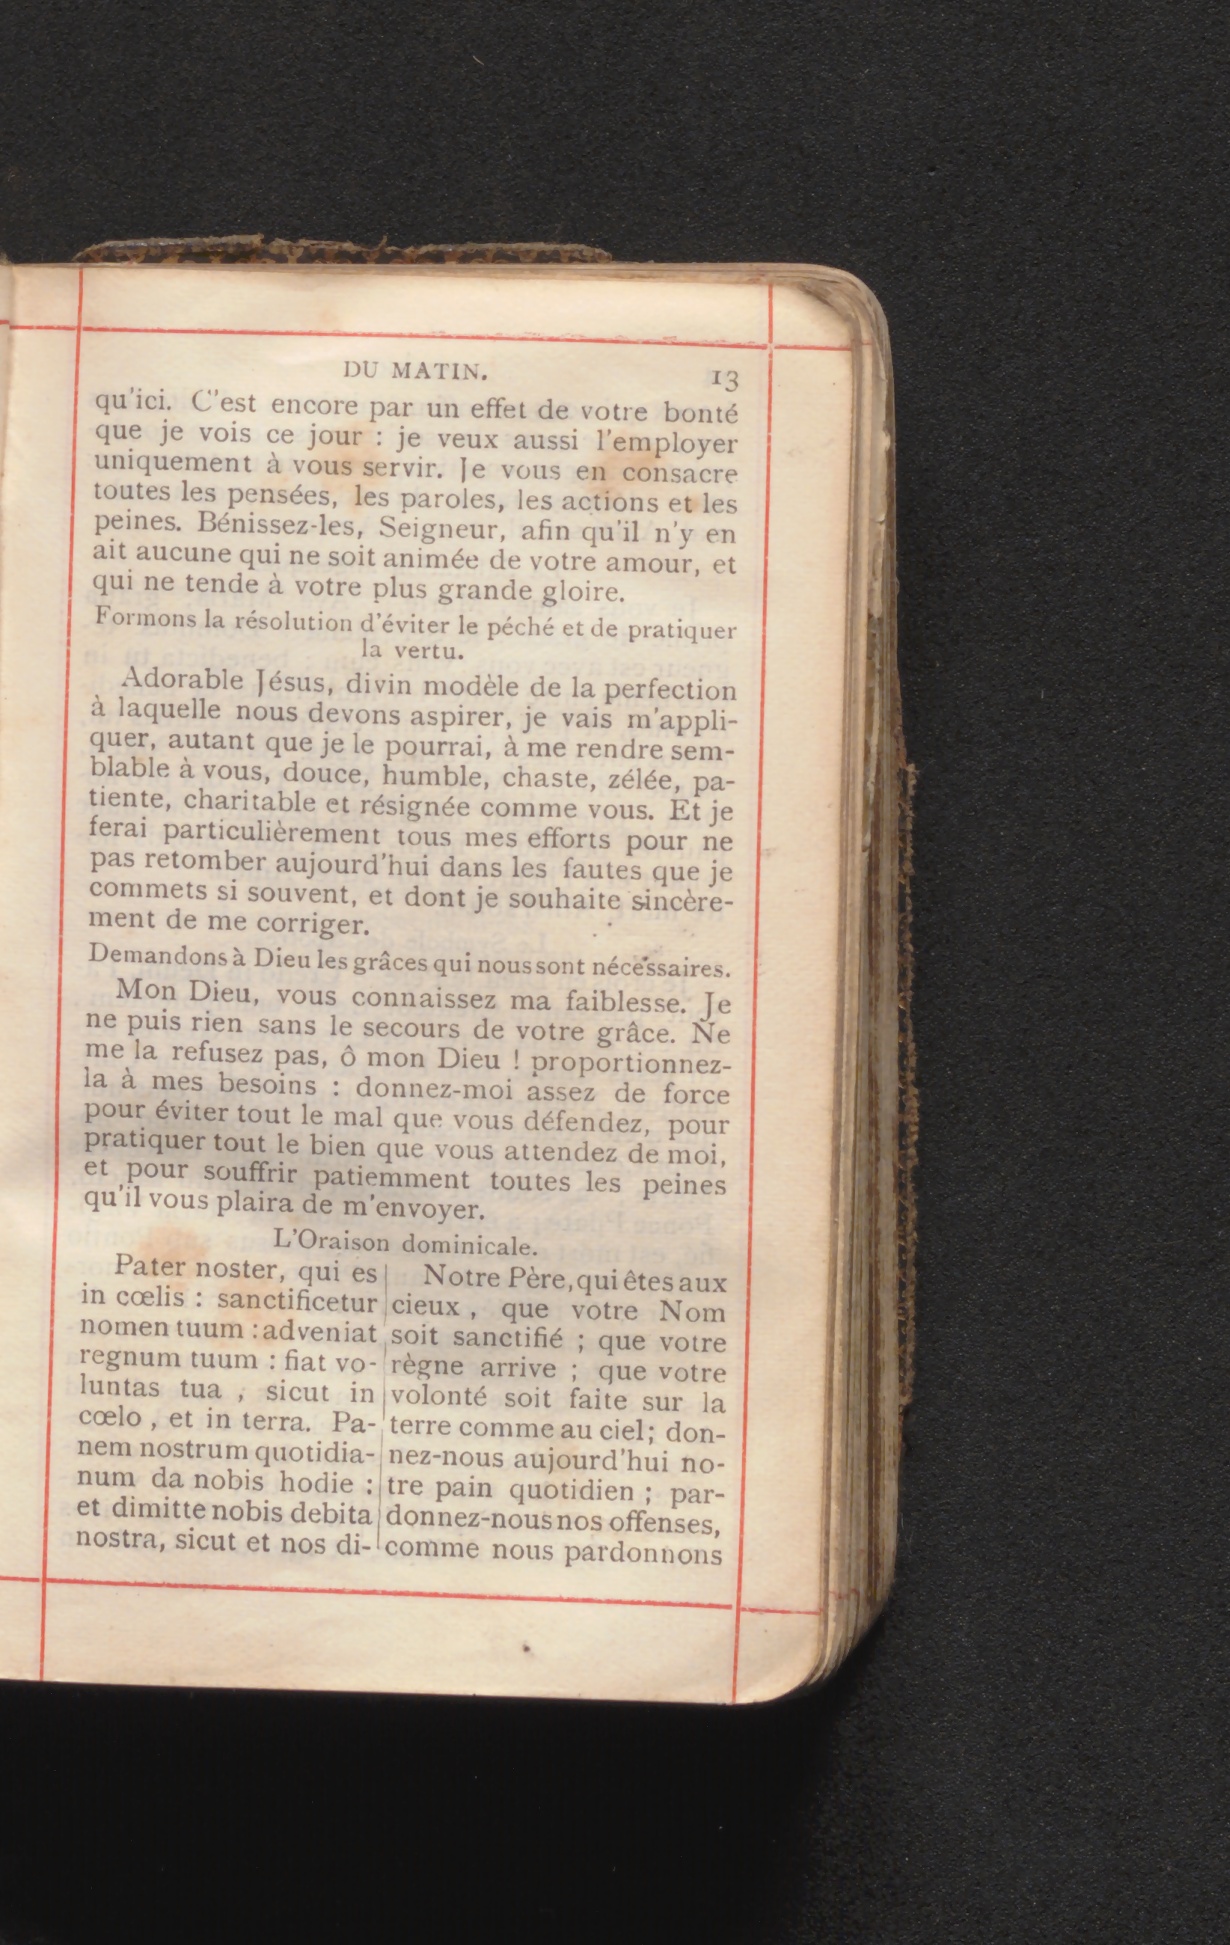 DU MATIN. 13
qu'ici. C'est encore par un effet de votre bonté
que je vois ce jour : je veux aussi l'employer
uniquement à vous servir. Je vous en consacre
toutes les pensées, les paroles, les actions et les
peines. Bénissez-les, Seigneur, afin qu'il n'y en
ait aucune qui ne soit animée de votre amour, et
qui ne tende à votre plus grande gloire.
Formons la résolution d'éviter le péché et de pratiquer
la vertu.
Adorable Jésus, divin modèle de la perfection
à laquelle nous devons aspirer, je vais m'appli-
quer, autant que je le pourrai, à me rendre sem-
blable à vous, douce, humble, chaste, zélée, pa-
tiente, charitable et résignée comme vous. Et je
ferai particulièrement tous mes efforts pour ne
pas retomber aujourd'hui dans les fautes que je
commets si souvent, et dont je souhaite sincère-
ment de me corriger.
Demandons à Dieu les grâces qui nous sont nécessaires.
Mon Dieu, vous connaissez ma faiblesse. Je
ne puis rien sans le secours de votre grâce. Ne
me la refusez pas, ô mon Dieu ! proportionnez-
la à mes besoins : donnez-moi assez de force
pour éviter tout le mal que vous défendez, pour
pratiquer tout le bien que vous attendez de moi,
et pour souffrir patiemment toutes les peines
qu'il vous plaira de m'envoyer.
L'Oraison dominicale.
Pater noster, qui es
in cœlis : sanctificetur
nomen tuum : adveniat
regnum tuum : fiat vo-
luntas tua , sicut in
cœlo , et in terra. Pa-
nem nostrum quotidia-
num da nobis hodie :
et dimitte nobis debita
nostra, sicut et nos di-
Notre Père, qui êtes aux
cieux , que votre Nom
soit sanctifié ; que votre
règne arrive ; que votre
volonté soit faite sur la
terre comme au ciel; don-
nez-nous aujourd'hui no-
tre pain quotidien ; par-
donnez-nous nos offenses,
comme nous pardonnons